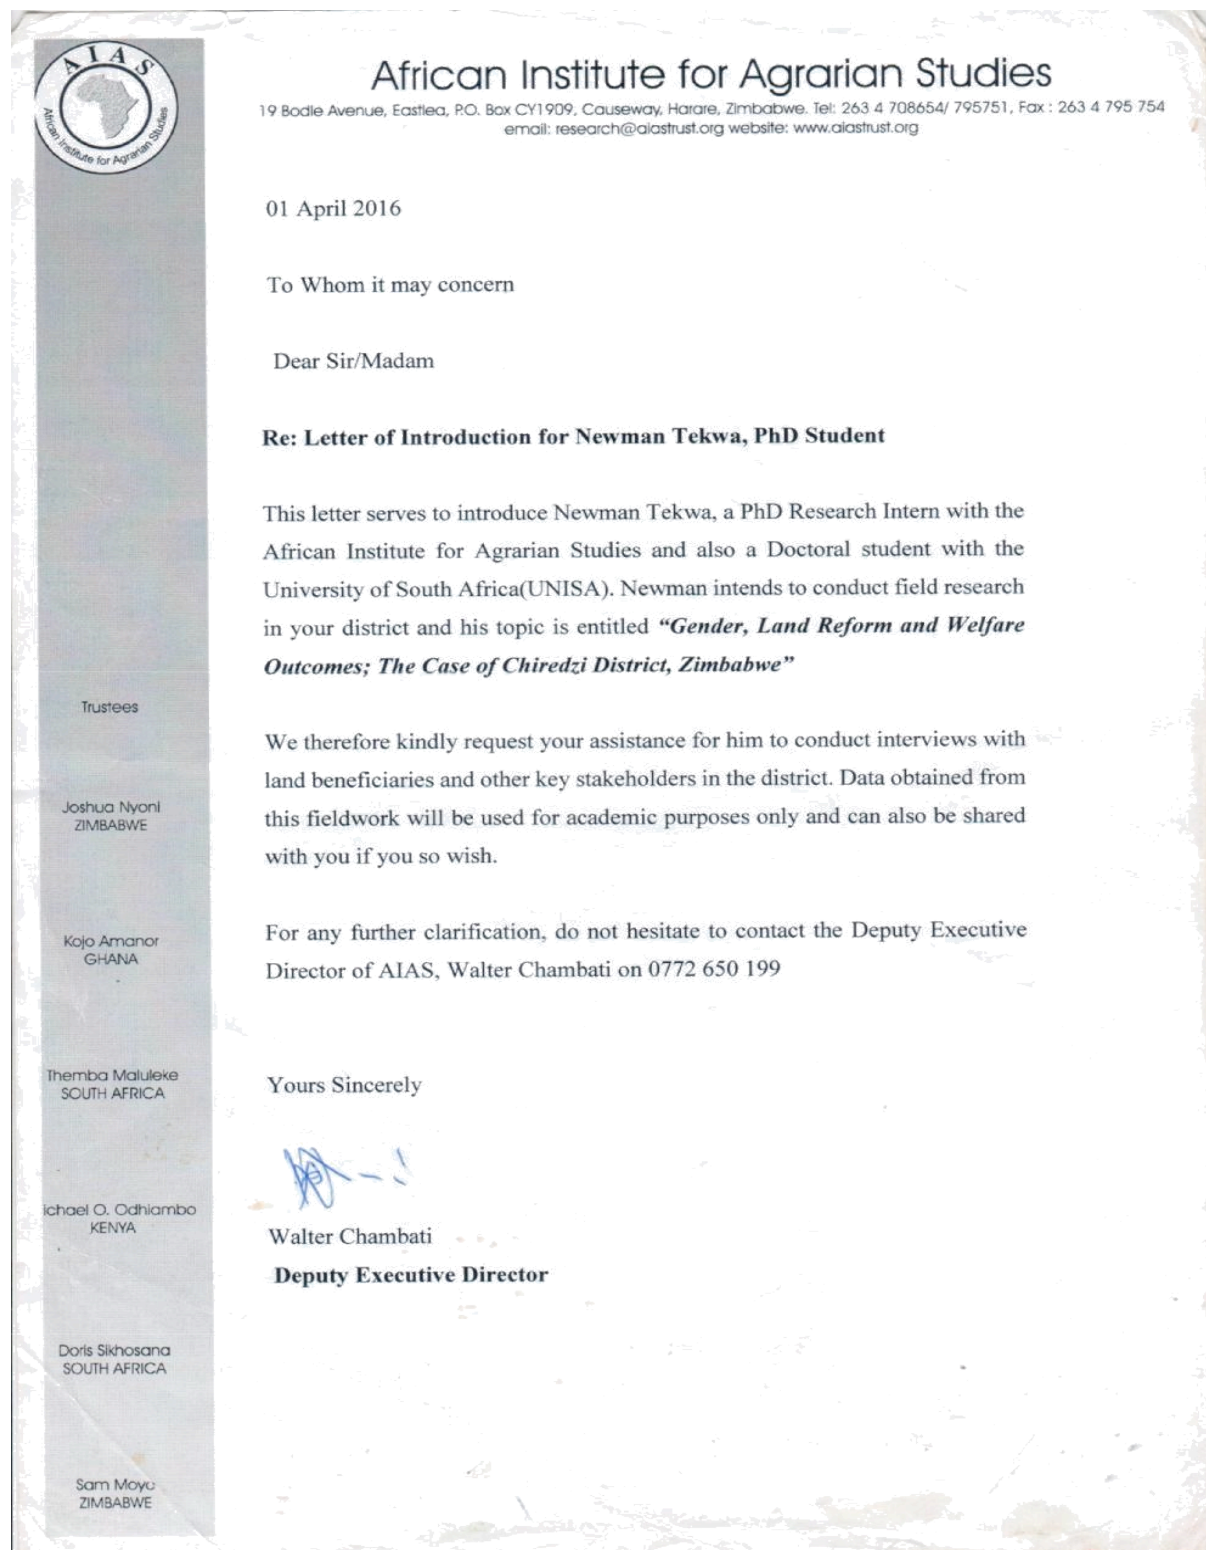 AIAS
African Institute for Agrarian Studies
African Institute for Agrarian Studies
19 Bodle Avenue, Eastlea, P.O. Box CY1909, Causeway, Harare, Zimbabwe. Tel: 263 4 708654/ 795751, Fax : 263 4 795 754
email: research@aiastrust.org website: www.aiastrust.org
01 April 2016
To Whom it may concern
Dear Sir/Madam
Re: Letter of Introduction for Newman Tekwa, PhD Student
This letter serves to introduce Newman Tekwa, a PhD Research Intern with the
African Institute for Agrarian Studies and also a Doctoral student with the
University of South Africa(UNISA). Newman intends to conduct field research
in your district and his topic is entitled “Gender, Land Reform and Welfare
Outcomes; The Case of Chiredzi District, Zimbabwe”
We therefore kindly request your assistance for him to conduct interviews with
land beneficiaries and other key stakeholders in the district. Data obtained from
this fieldwork will be used for academic purposes only and can also be shared
with you if you so wish.
For any further clarification, do not hesitate to contact the Deputy Executive
Director of AIAS, Walter Chambati on 0772 650 199
Yours Sincerely
Walter Chambati
Deputy Executive Director
Trustees
Joshua Nyoni
ZIMBABWE
Kojo Amanor
GHANA
Themba Maluleke
SOUTH AFRICA
ichael O. Odhiambo
KENYA
Doris Sikhosana
SOUTH AFRICA
Sam Moyo
ZIMBABWE